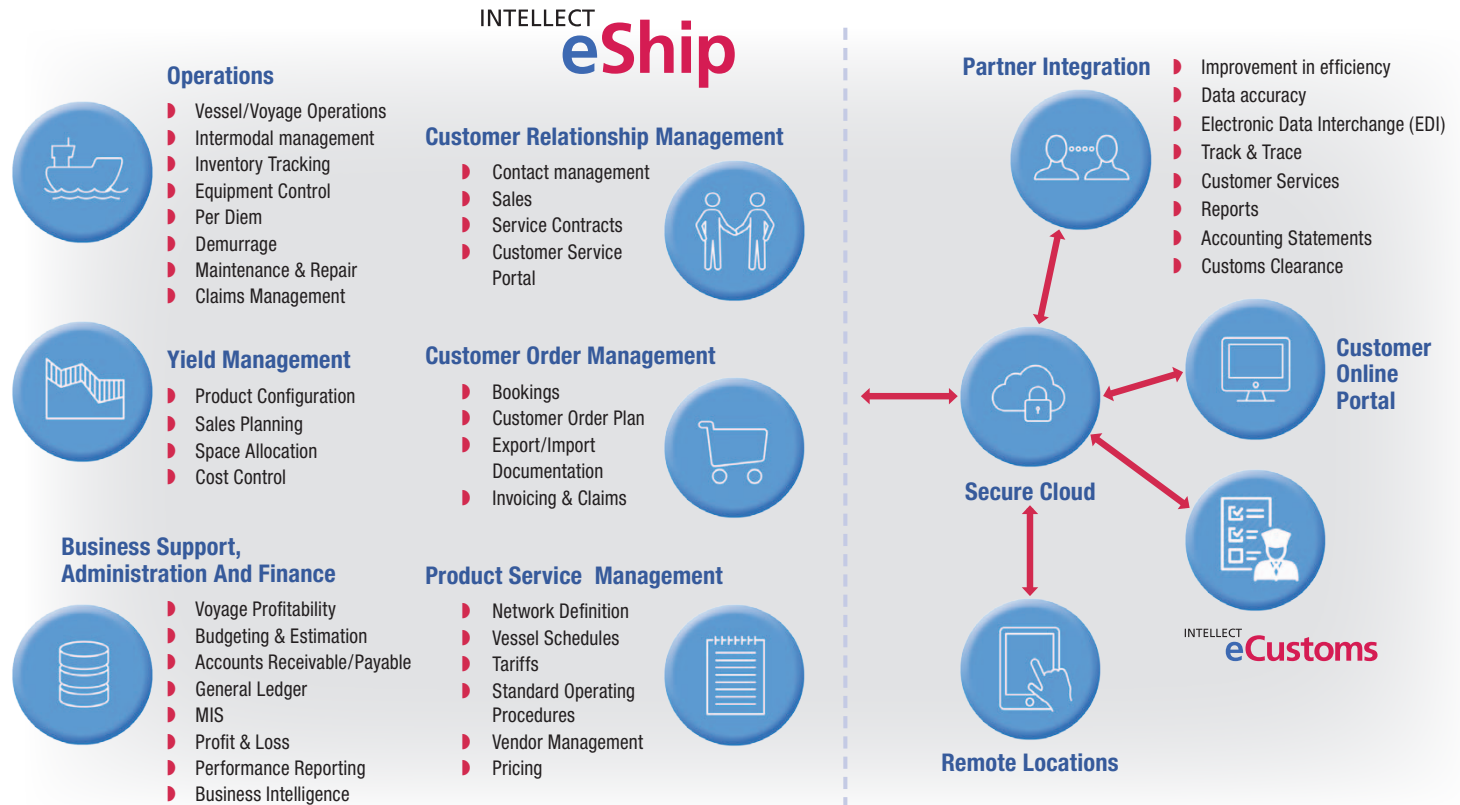 INTELLECT
eShip
Operations
Vessel/Voyage Operations
Intermodal management
Inventory Tracking
Equipment Control
Per Diem
Demurrage
Maintenance & Repair
Claims Management
Yield Management
Product Configuration
Sales Planning
Space Allocation
Cost Control
Business Support,
Administration And Finance
Voyage Profitability
Budgeting & Estimation
Accounts Receivable/Payable
General Ledger
MIS
Profit & Loss
Performance Reporting
Business Intelligence
Customer Relationship Management
Contact management
Sales
Service Contracts
Customer Service
Portal
Customer Order Management
Bookings
Customer Order Plan
Export/Import
Documentation
Invoicing & Claims
Product Service Management
Network Definition
Vessel Schedules
Tariffs
Standard Operating
Procedures
Vendor Management
Pricing
Partner Integration
Improvement in efficiency
Data accuracy
Electronic Data Interchange (EDI)
Track & Trace
Customer Services
Reports
Accounting Statements
Customs Clearance
Customer
Online
Portal
Secure Cloud
INTELLECT
eCustoms
Remote Locations